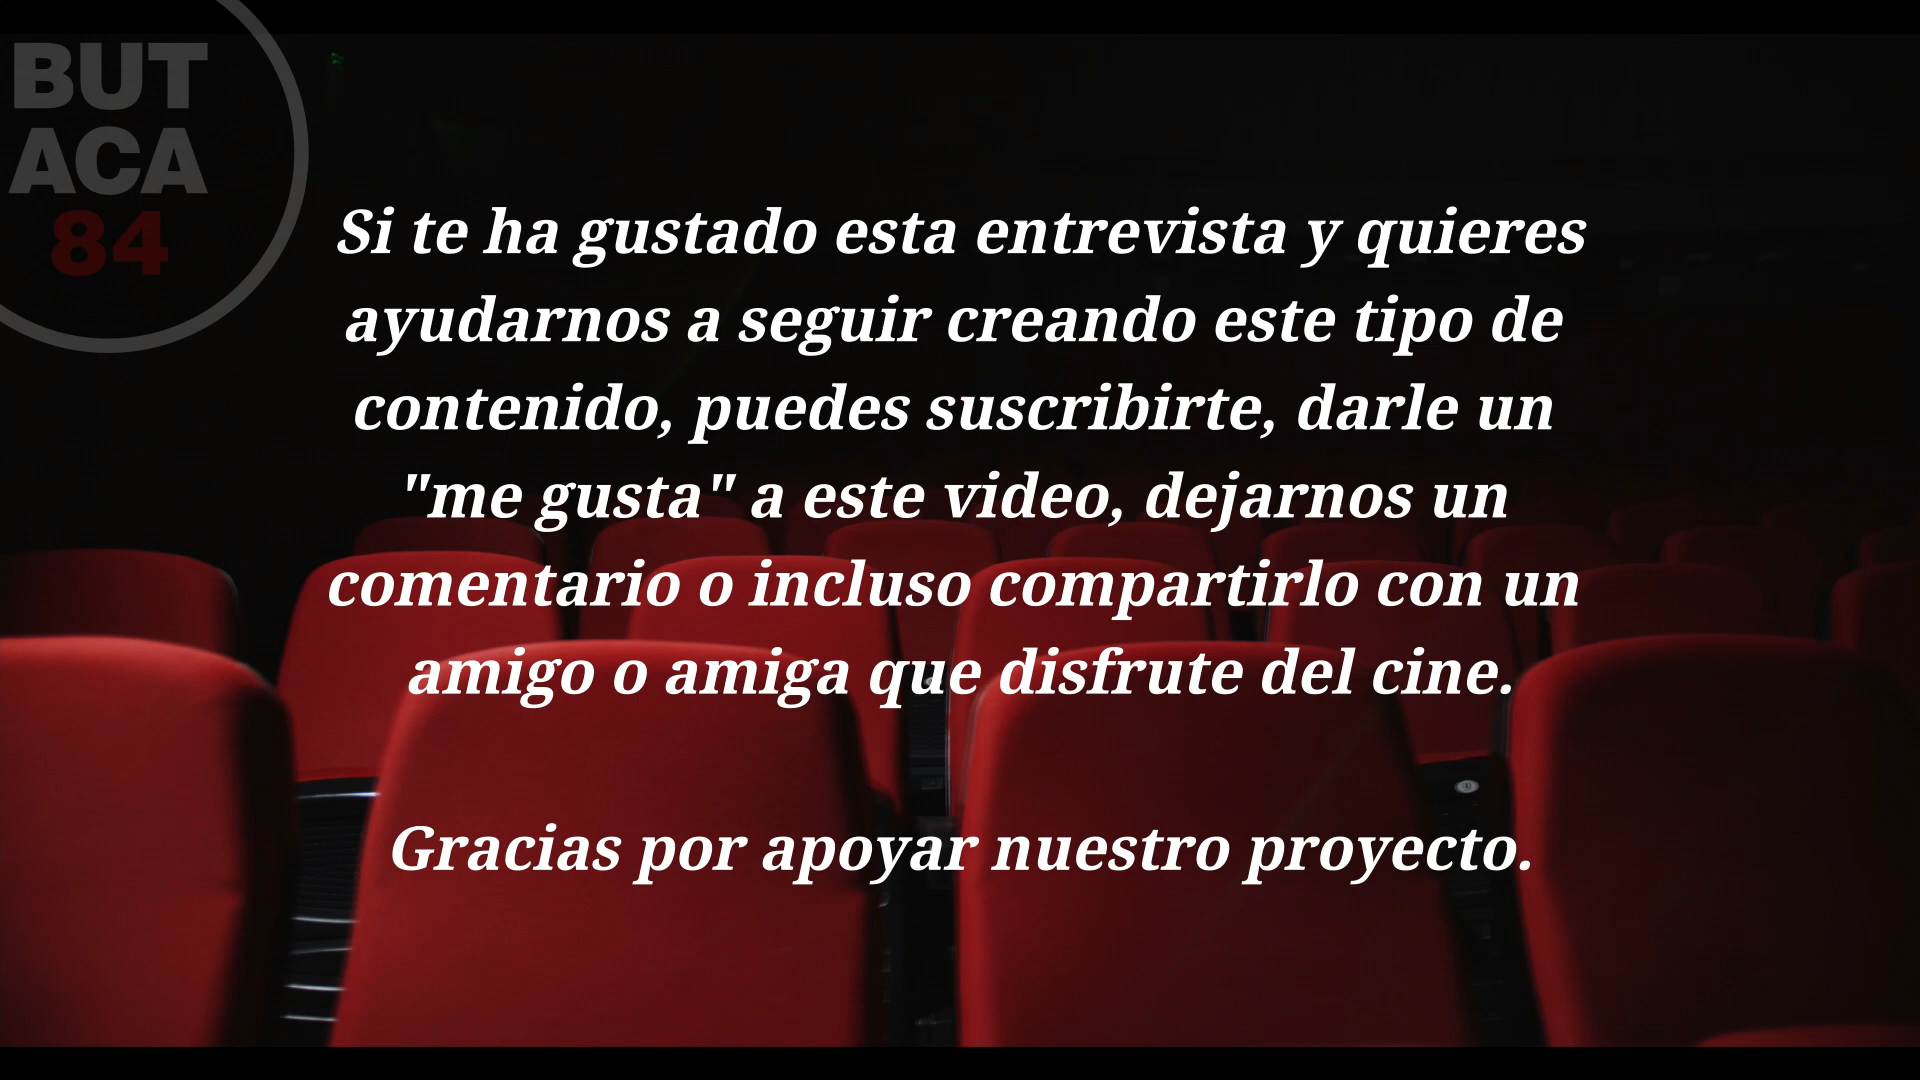 BUT
ACA
84
Si te ha gustado esta entrevista y quieres
ayudarnos a seguir creando este tipo de
contenido, puedes suscribirte, darle un
"me gusta" a este video, dejarnos un
comentario o incluso compartirlo con un
amigo o amiga que disfrute del cine.
Gracias por apoyar nuestro proyecto.